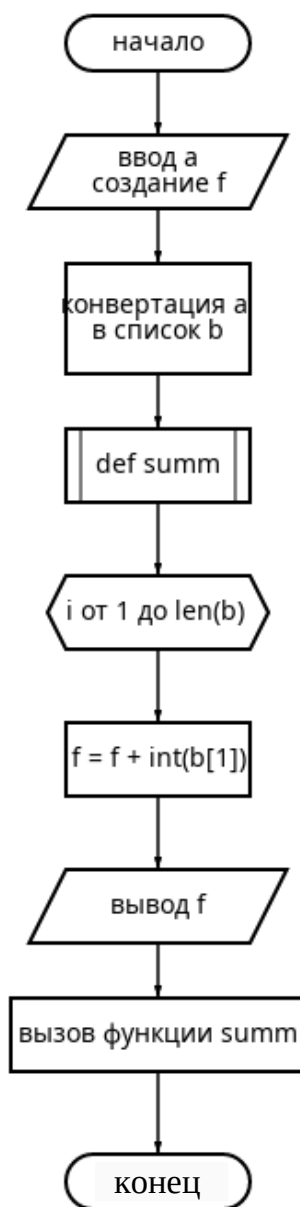 начало
ввод a
создание f
конвертация a
в список b
def summ
i от 1 до len(b)
f = f + int(b[1])
вывод f
вызов функции summ
конец